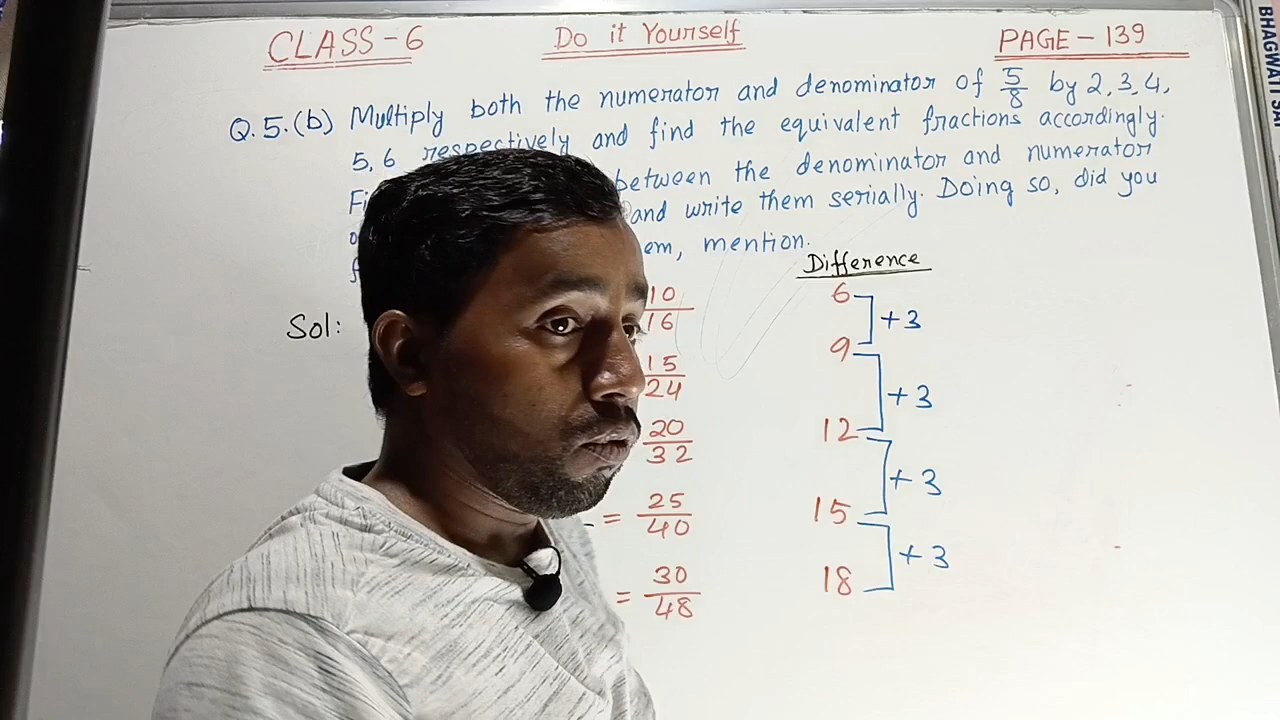 CLASS-6 Do it Yourself PAGE-139
Q.5.(b) Multiply both the numerator and denominator of 5/8 by 2,3,4,
5,6 respectively and find the equivalent fractions accordingly.
between the denominator and numerator
and write them serially. Doing so, did you
em, mention.
Difference
Sol: 10/16 6
+3
15/24 9
+3
20/32 12
+3
= 25/40 15
+3
= 30/48 18
BHAGWATI